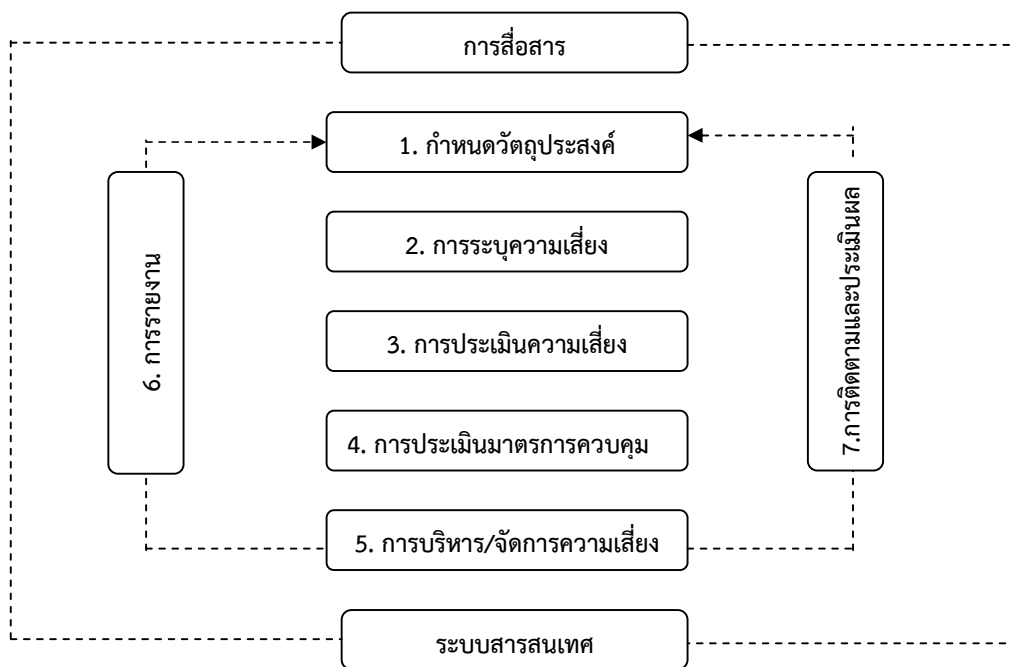 การสื่อสาร
1. กำหนดวัตถุประสงค์
2. การระบุความเสี่ยง
3. การประเมินความเสี่ยง
4. การประเมินมาตรการควบคุม
5. การบริหาร/จัดการความเสี่ยง
6. การรายงาน
7.การติดตามและประเมินผล
ระบบสารสนเทศ